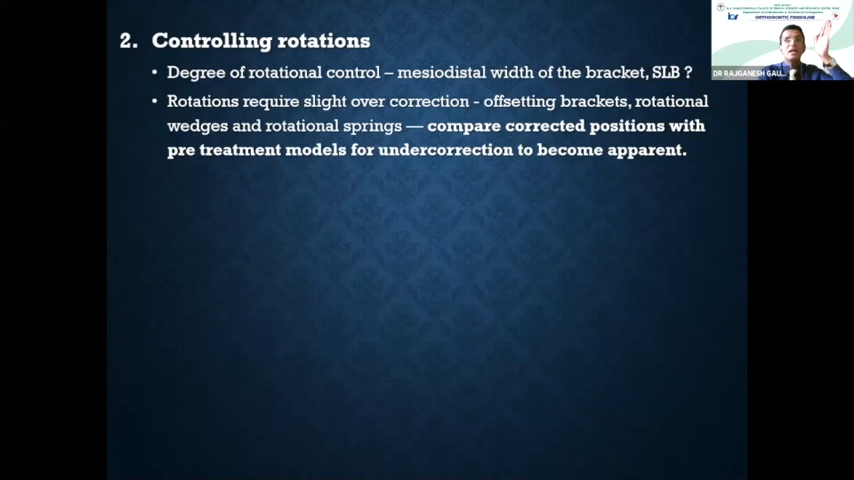 2. Controlling rotations
• Degree of rotational control – mesiodistal width of the bracket, SLB ?
• Rotations require slight over correction - offsetting brackets, rotational
wedges and rotational springs — compare corrected positions with
pre treatment models for undercorrection to become apparent.
ORTHODONTIC FINISHLINE
DR RAJGANESH GAU...